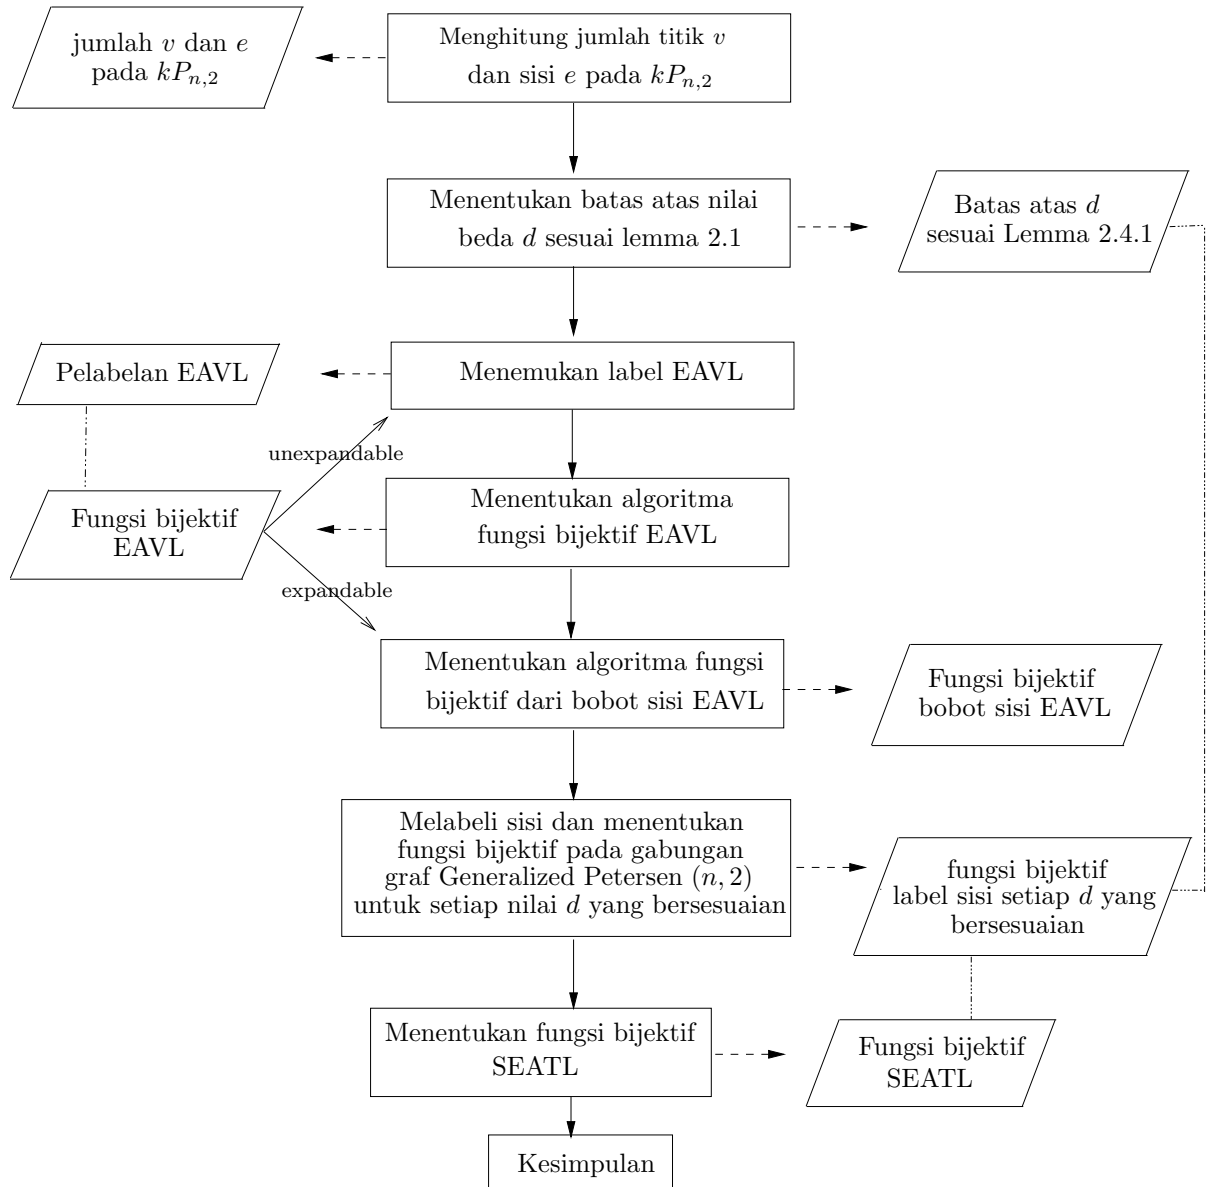 jumlah v dan e
pada kP_{n,2}
Menghitung jumlah titik v
dan sisi e pada kP_{n,2}
Menentukan batas atas nilai
beda d sesuai lemma 2.1
Batas atas d
sesuai Lemma 2.4.1
Pelabelan EAVL
Menemukan label EAVL
unexpandable
Fungsi bijektif
EAVL
Menentukan algoritma
fungsi bijektif EAVL
expandable
Menentukan algoritma fungsi
bijektif dari bobot sisi EAVL
Fungsi bijektif
bobot sisi EAVL
Melabeli sisi dan menentukan
fungsi bijektif pada gabungan
graf Generalized Petersen (n, 2)
untuk setiap nilai d yang bersesuaian
fungsi bijektif
label sisi setiap d yang
bersesuaian
Menentukan fungsi bijektif
SEATL
Fungsi bijektif
SEATL
Kesimpulan